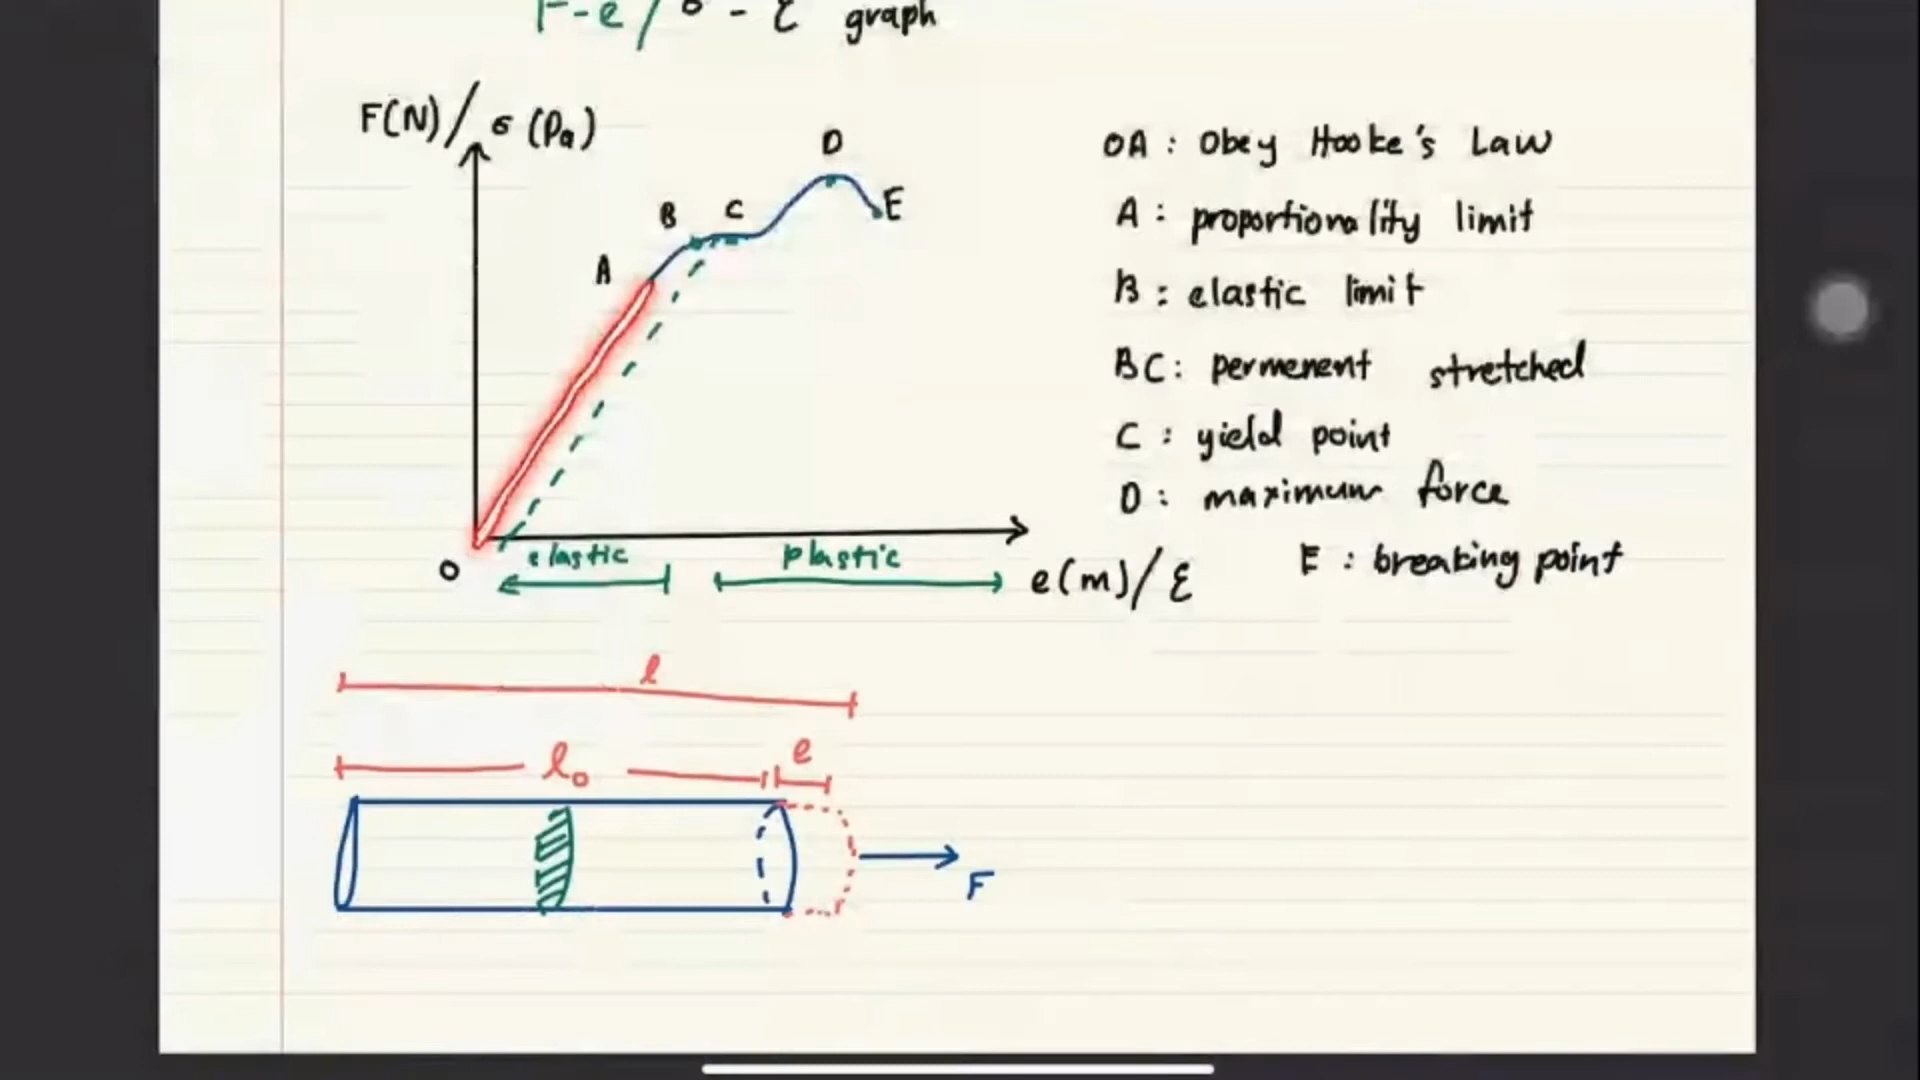 F-e/σ - ε graph
F(N)/σ (Pa)
D
E
B C
A
O
elastic
plastic
e(m)/ε
OA : Obey Hooke's Law
A : proportionality limit
B : elastic limit
BC : permenent stretched
C : yield point
D : maximum force
E : breaking point
l
l₀
e
F